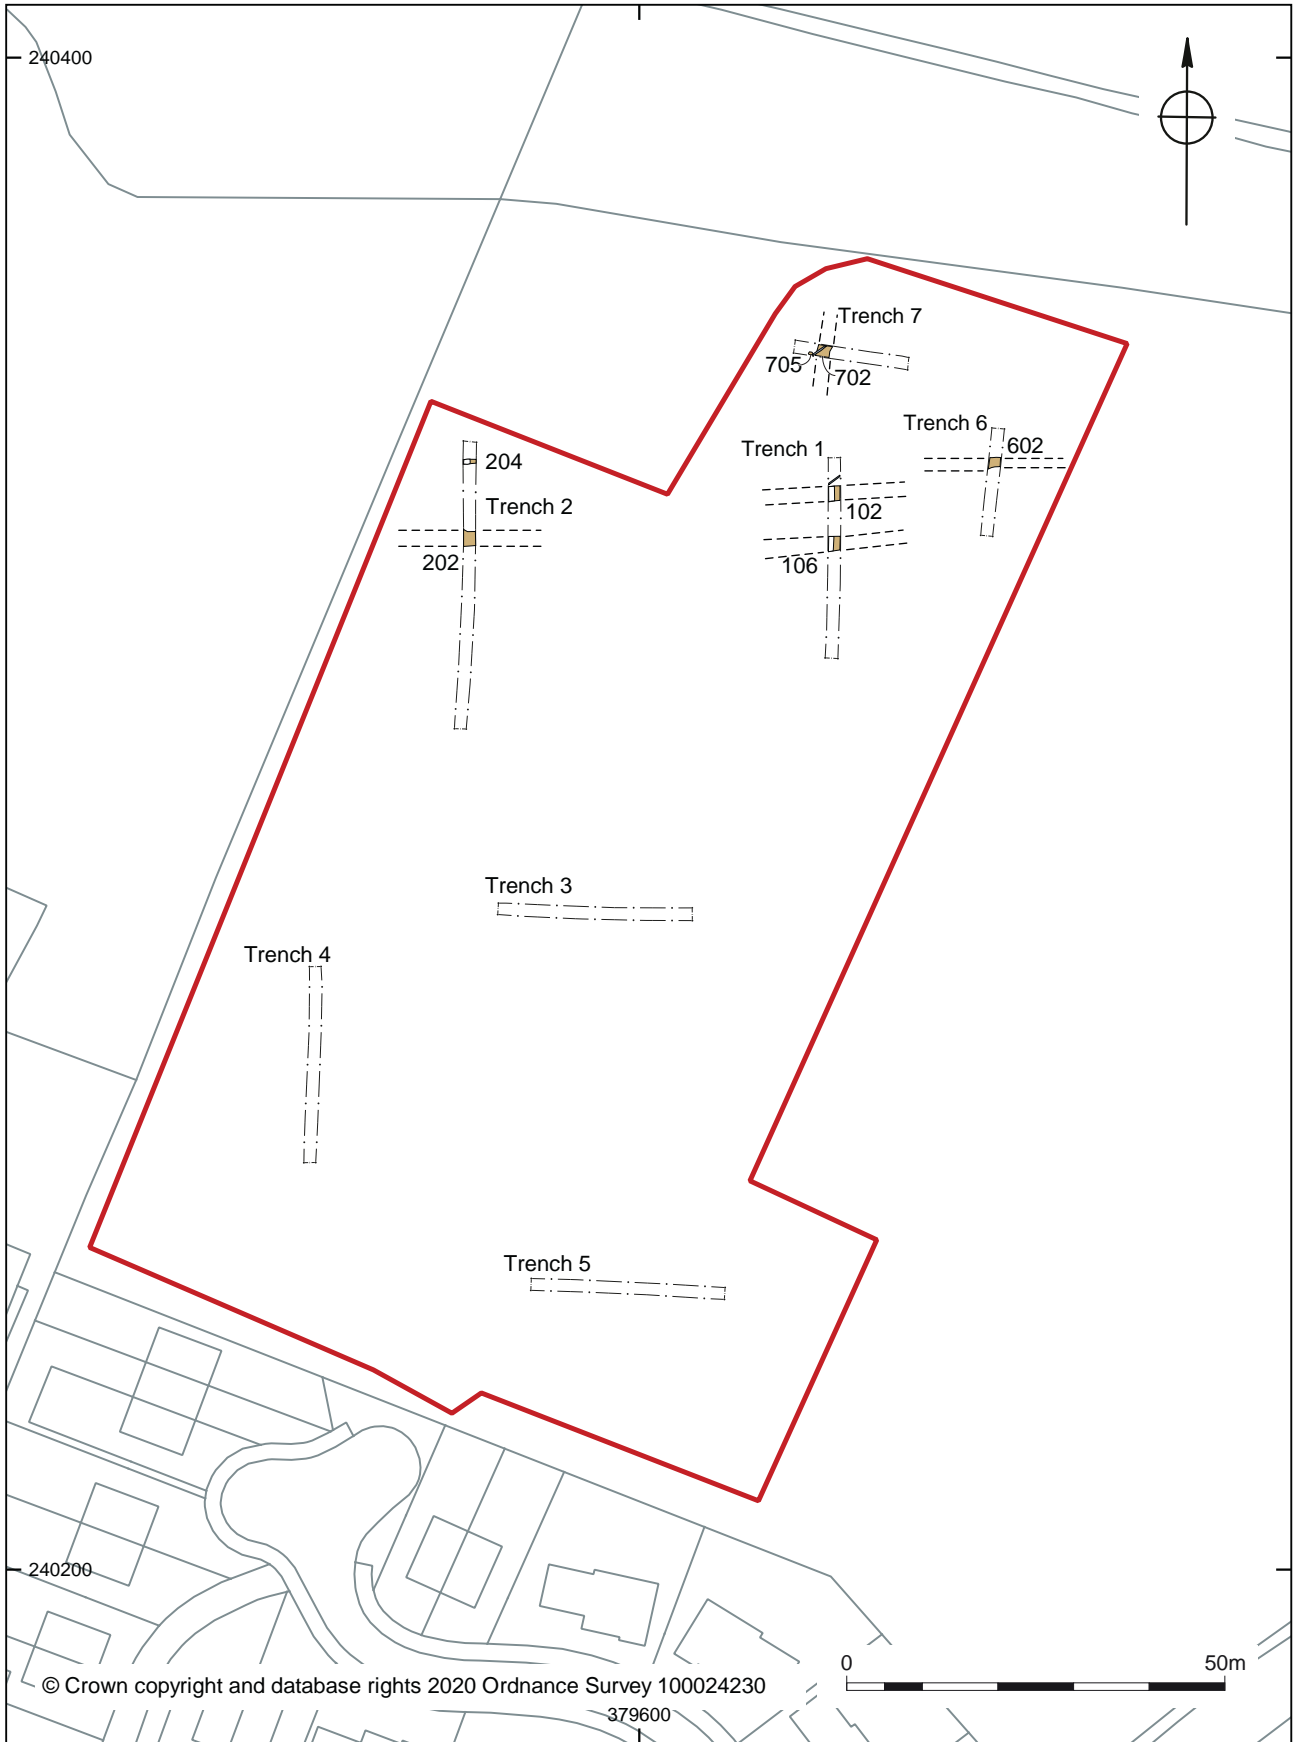 240400
Trench 7
705
702
Trench 6
602
Trench 1
102
106
204
Trench 2
202
Trench 3
Trench 4
Trench 5
240200
0
50m
© Crown copyright and database rights 2020 Ordnance Survey 100024230
379600